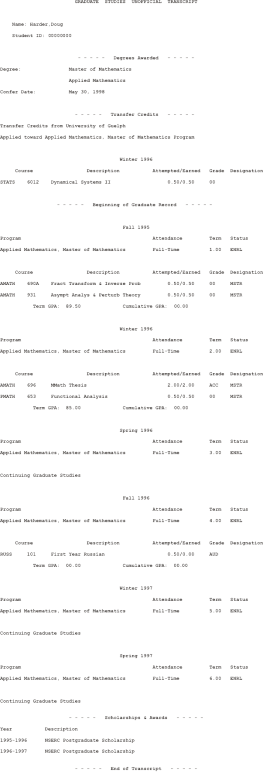 GRADUATE STUDIES UNOFFICIAL TRANSCRIPT
Name: Harder,Doug
Student ID: 00000000
- - - - - Degrees Awarded - - - - -
Degree: Master of Mathematics
Applied Mathematics
Confer Date: May 30, 1998
- - - - - Transfer Credits - - - - -
Transfer Credits from University of Guelph
Applied toward Applied Mathematics, Master of Mathematics Program
Winter 1996
Course Description Attempted/Earned Grade Designation
STATS 6012 Dynamical Systems II 0.50/0.50 00
- - - - - Beginning of Graduate Record - - - - -
Fall 1995
Program Attendance Term Status
Applied Mathematics, Master of Mathematics Full-Time 1.00 ENRL
Course Description Attempted/Earned Grade Designation
AMATH 690A Fract Transform & Inverse Prob 0.50/0.50 00 MSTR
AMATH 931 Asympt Analys & Perturb Theory 0.50/0.50 00 MSTR
Term GPA: 88.50 Cumulative GPA: 00.00
Winter 1996
Program Attendance Term Status
Applied Mathematics, Master of Mathematics Full-Time 2.00 ENRL
Course Description Attempted/Earned Grade Designation
AMATH 696 MMath Thesis 2.00/2.00 ACC MSTR
PMATH 653 Functional Analysis 0.50/0.50 00 MSTR
Term GPA: 85.00 Cumulative GPA: 00.00
Spring 1996
Program Attendance Term Status
Applied Mathematics, Master of Mathematics Full-Time 3.00 ENRL
Continuing Graduate Studies
Fall 1996
Program Attendance Term Status
Applied Mathematics, Master of Mathematics Full-Time 4.00 ENRL
Course Description Attempted/Earned Grade Designation
RUSS 101 First Year Russian 0.50/0.00 AUD
Term GPA: 00.00 Cumulative GPA: 00.00
Winter 1997
Program Attendance Term Status
Applied Mathematics, Master of Mathematics Full-Time 5.00 ENRL
Continuing Graduate Studies
Spring 1997
Program Attendance Term Status
Applied Mathematics, Master of Mathematics Full-Time 6.00 ENRL
Continuing Graduate Studies
- - - - - Scholarships & Awards - - - - -
Year Description
1995-1996 NSERC Postgraduate Scholarship
1996-1997 NSERC Postgraduate Scholarship
- - - - - End of Transcript - - - - -